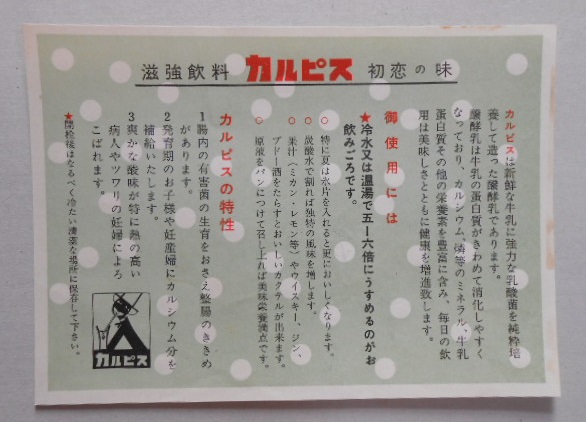 滋強飲料 カルピス 初恋の味
カルピスは新鮮な牛乳に強力な乳酸菌を純粋培
養して造った醗酵乳であります。
醗酵乳は牛乳の蛋白質がきわめて消化しやすく
なっており、カルシウム、燐等のミネラル、牛乳
蛋白質その他の栄養素を豊富に含み、毎日の飲
用は美味しさとともに健康を増進致します。
御使用には
★冷水又は温湯で五―六倍にうすめるのがお
飲みごろです。
○ 特に夏は氷片を入れると更においしくなります。
○ 炭酸水で割れば独特の風味を増します。
○ 果汁(ミカン・レモン等)やウイスキー、ジン、
ブドー酒をたらすとおいしいカクテルが出来ます。
○ 原液をパンにつけて召し上れば美味栄養満点です。
カルピスの特性
1 腸内の有害菌の生育をおさえ整腸のききめ
があります。
2 発育期のお子様や妊産婦にカルシウム分を
補給いたします。
3 爽かな酸味が特に熱の高い
病人やツワリの妊婦によろ
こばれます。
★開栓後はなるべく冷たい清潔な場所に保存して下さい。
カルピス